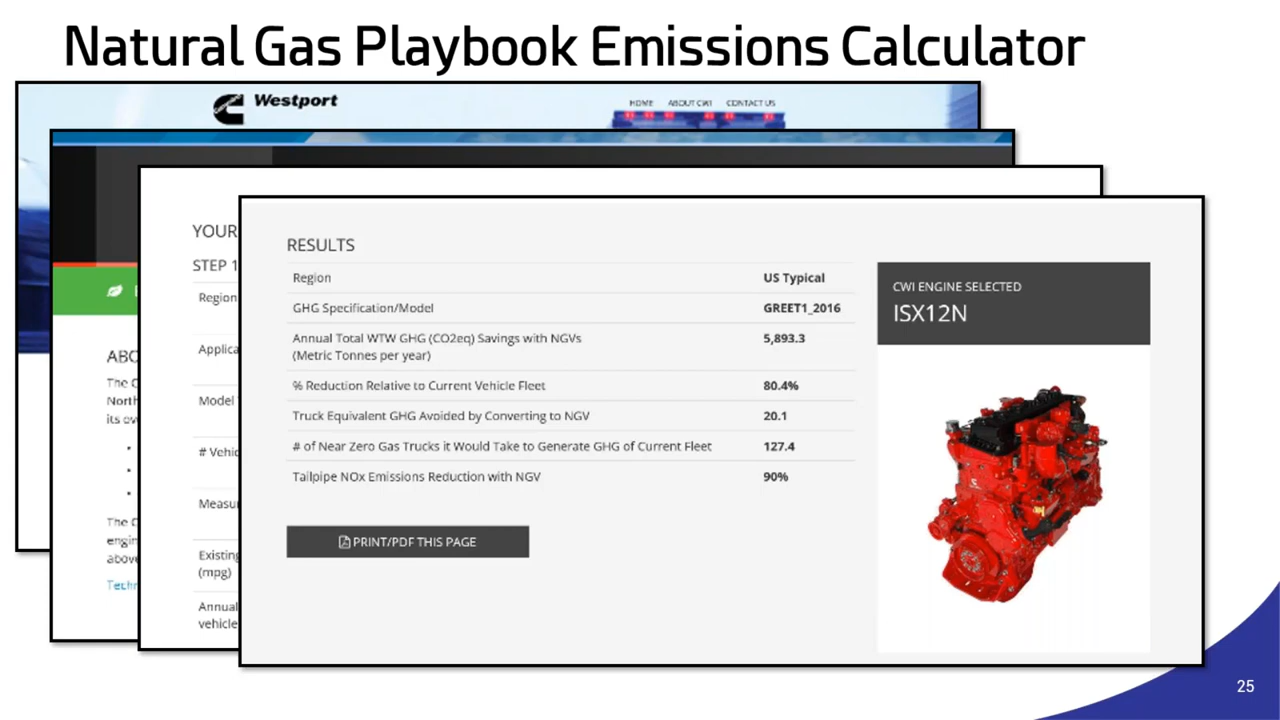 Natural Gas Playbook Emissions Calculator
Westport
HOME ABOUT CWI CONTACT US
YOUR
STEP 1
Region
Applica
Model
# Vehic
Measur
Existing
(mpg)
Annual
vehicle
ABO
The C
North
its ov
The C
engin
above
Techn
RESULTS
Region US Typical
GHG Specification/Model GREET1_2016
Annual Total WTW GHG (CO2eq) Savings with NGVs 5,893.3
(Metric Tonnes per year)
% Reduction Relative to Current Vehicle Fleet 80.4%
Truck Equivalent GHG Avoided by Converting to NGV 20.1
# of Near Zero Gas Trucks it Would Take to Generate GHG of Current Fleet 127.4
Tailpipe NOx Emissions Reduction with NGV 90%
PRINT/PDF THIS PAGE
CWI ENGINE SELECTED
ISX12N
25